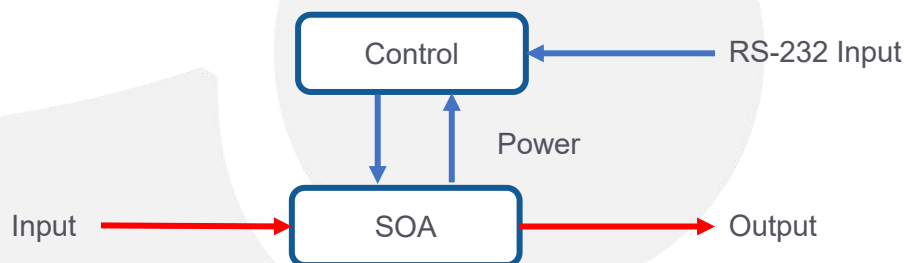 Control
RS-232 Input
Power
Input
SOA
Output